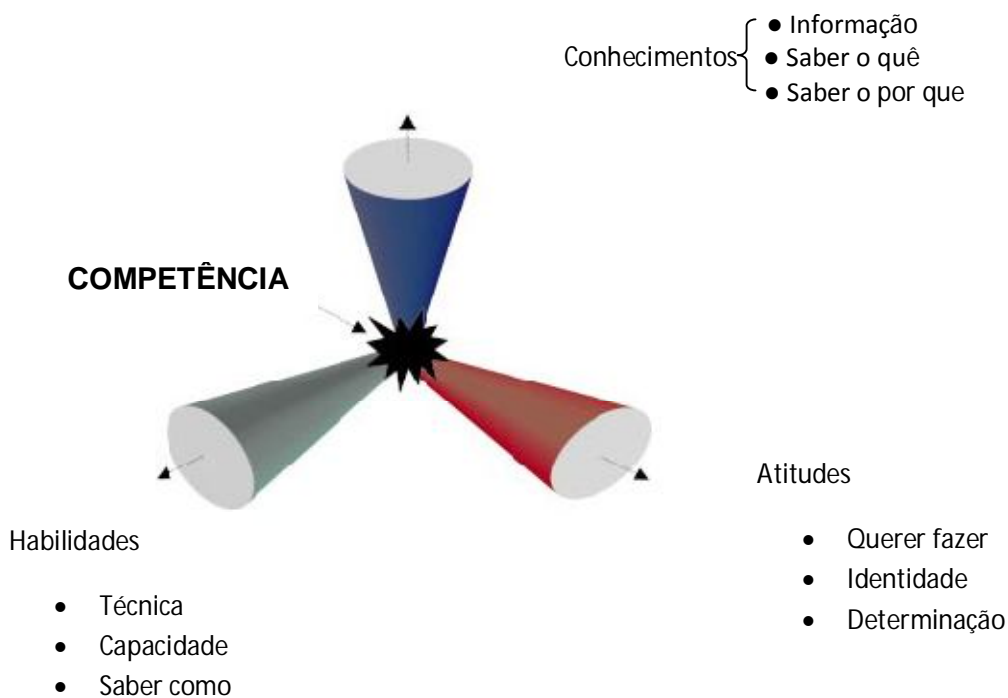 Conhecimentos
● Informação
● Saber o quê
● Saber o por que
COMPETÊNCIA
Atitudes
• Querer fazer
• Identidade
• Determinação
Habilidades
• Técnica
• Capacidade
• Saber como